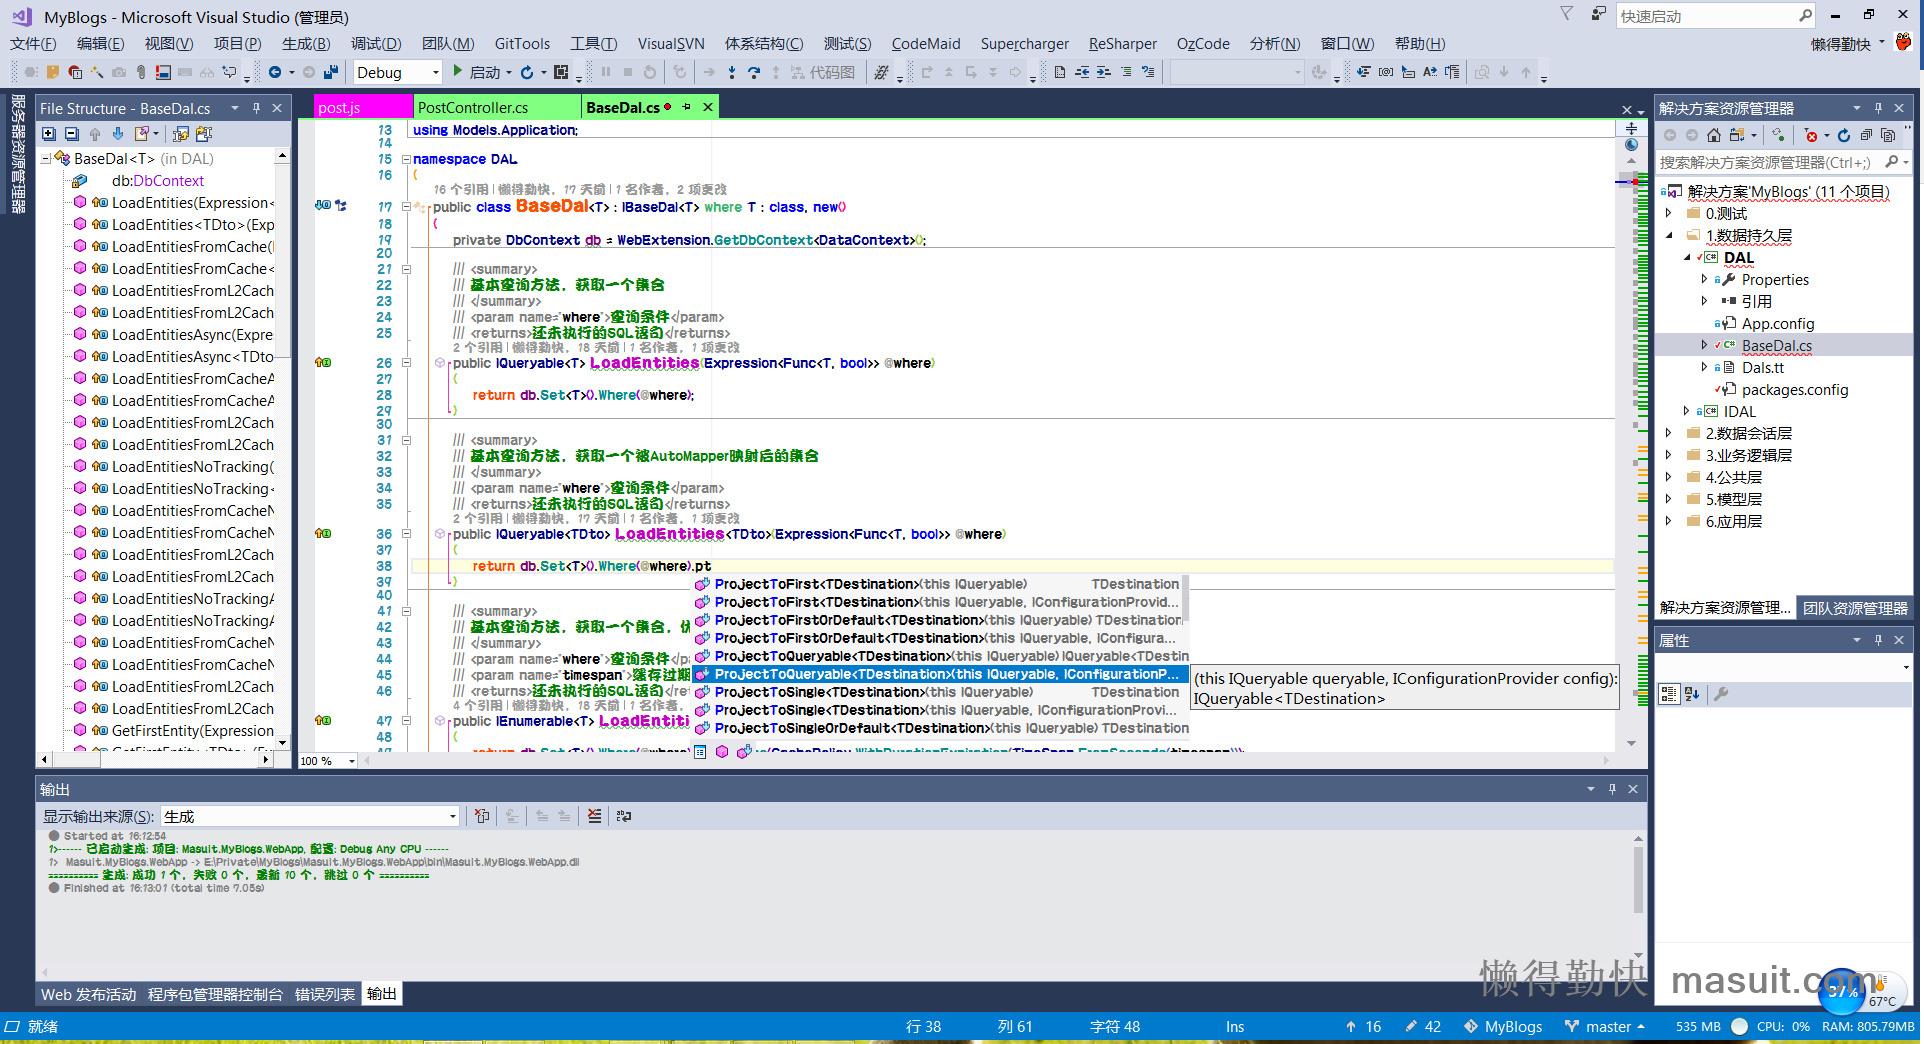 MyBlogs - Microsoft Visual Studio (管理员)
快速启动
文件(F) 编辑(E) 视图(V) 项目(P) 生成(B) 调试(D) 团队(M) GitTools 工具(T) VisualSVN 体系结构(C) 测试(S) CodeMaid Supercharger ReSharper OzCode 分析(N) 窗口(W) 帮助(H) 懒得勤快
Debug 启动 代码图
服务器资源管理器
File Structure - BaseDal.cs
BaseDal<T> (in DAL)
db:DbContext
LoadEntities(Expression<
LoadEntities<TDto>(Exp
LoadEntitiesFromCache(
LoadEntitiesFromCache<
LoadEntitiesFromL2Cach
LoadEntitiesFromL2Cach
LoadEntitiesAsync(Expre
LoadEntitiesAsync<TDto
LoadEntitiesFromCacheA
LoadEntitiesFromCacheA
LoadEntitiesFromL2Cach
LoadEntitiesFromL2Cach
LoadEntitiesNoTracking(
LoadEntitiesNoTracking<
LoadEntitiesFromCacheN
LoadEntitiesFromCacheN
LoadEntitiesFromL2Cach
LoadEntitiesFromL2Cach
LoadEntitiesNoTrackingA
LoadEntitiesNoTrackingA
LoadEntitiesFromCacheN
LoadEntitiesFromCacheN
LoadEntitiesFromL2Cach
LoadEntitiesFromL2Cach
GetFirstEntity(Expression
GetFirstEntity<TDto>(Ex
post.js PostController.cs BaseDal.cs
13 using Models.Application;
14
15 namespace DAL
16 {
16 个引用 | 懒得勤快，17 天前 | 1 名作者，2 项更改
17 public class BaseDal<T> : IBaseDal<T> where T : class, new()
18 {
19 private DbContext db = WebExtension.GetDbContext<DataContext>();
20
21 /// <summary>
22 /// 基本查询方法，获取一个集合
23 /// </summary>
24 /// <param name="where">查询条件</param>
25 /// <returns>还未执行的SQL语句</returns>
2 个引用 | 懒得勤快，18 天前 | 1 名作者，1 项更改
26 public IQueryable<T> LoadEntities(Expression<Func<T, bool>> @where)
27 {
28 return db.Set<T>().Where(@where);
29 }
30
31 /// <summary>
32 /// 基本查询方法，获取一个被AutoMapper映射后的集合
33 /// </summary>
34 /// <param name="where">查询条件</param>
35 /// <returns>还未执行的SQL语句</returns>
2 个引用 | 懒得勤快，17 天前 | 1 名作者，1 项更改
36 public IQueryable<TDto> LoadEntities<TDto>(Expression<Func<T, bool>> @where)
37 {
38 return db.Set<T>().Where(@where).pt
39 }
40
41 /// <summary>
42 /// 基本查询方法，获取一个集合，优
43 /// </summary>
44 /// <param name="where">查询条件</pa
45 /// <param name="timespan">缓存过期
46 /// <returns>还未执行的SQL语句</ret
4 个引用 | 懒得勤快，18 天前 | 1 名作者，1 项更改
47 public IEnumerable<T> LoadEntiti
48 {
return db.Set<T>().Where(@where)
ProjectToFirst<TDestination>(this IQueryable) TDestination
ProjectToFirst<TDestination>(this IQueryable, IConfigurationProvid...
ProjectToFirstOrDefault<TDestination>(this IQueryable) TDestination
ProjectToFirstOrDefault<TDestination>(this IQueryable, IConfigura...
ProjectToQueryable<TDestination>(this IQueryable) IQueryable<TDestin
ProjectToQueryable<TDestination>(this IQueryable, IConfigurationP...
ProjectToSingle<TDestination>(this IQueryable) TDestination
ProjectToSingle<TDestination>(this IQueryable, IConfigurationProvi...
ProjectToSingleOrDefault<TDestination>(this IQueryable) TDestination
(this IQueryable queryable, IConfigurationProvider config):
IQueryable<TDestination>
100 %
解决方案资源管理器
搜索解决方案资源管理器(Ctrl+;)
解决方案'MyBlogs' (11 个项目)
0.测试
1.数据持久层
DAL
Properties
引用
App.config
BaseDal.cs
Dals.tt
packages.config
IDAL
2.数据会话层
3.业务逻辑层
4.公共层
5.模型层
6.应用层
解决方案资源管理... 团队资源管理器
属性
输出
显示输出来源(S): 生成
Started at 16:12:54
1>------ 已启动生成: 项目: Masuit.MyBlogs.WebApp, 配置: Debug Any CPU ------
1> Masuit.MyBlogs.WebApp -> E:\Private\MyBlogs\Masuit.MyBlogs.WebApp\bin\Masuit.MyBlogs.WebApp.dll
========== 生成: 成功 1 个，失败 0 个，最新 10 个，跳过 0 个 ==========
Finished at 16:13:01 (total time 7.05s)
Web 发布活动 程序包管理器控制台 错误列表 输出
懒得勤快 masuit.com
37% 67°C
就绪 行 38 列 61 字符 48 Ins 16 42 MyBlogs master 535 MB CPU: 0% RAM: 805.79MB